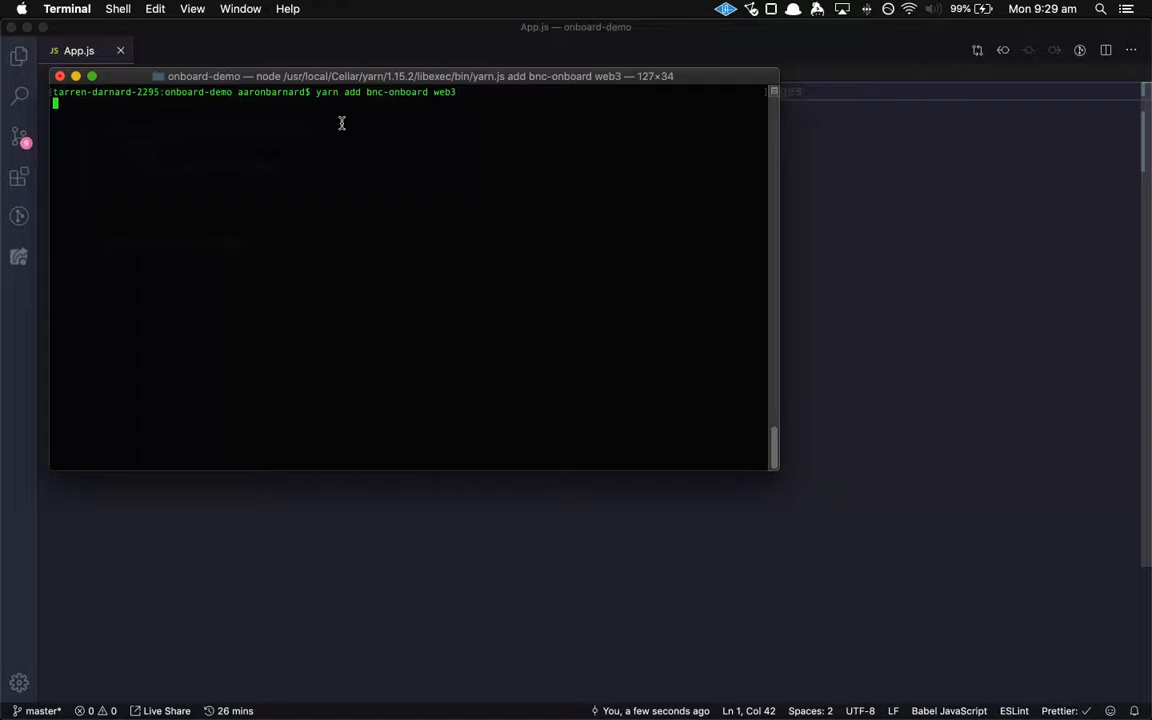 Terminal Shell Edit View Window Help 99% Mon 9:29 am
App.js — onboard-demo
JS App.js
onboard-demo — node /usr/local/Cellar/yarn/1.15.2/libexec/bin/yarn.js add bnc-onboard web3 — 127×34
[tarren-darnard-2295:onboard-demo aaronbarnard$ yarn add bnc-onboard web3
9
master* 0 0 Live Share 26 mins You, a few seconds ago Ln 1, Col 42 Spaces: 2 UTF-8 LF Babel JavaScript ESLint Prettier: ✓